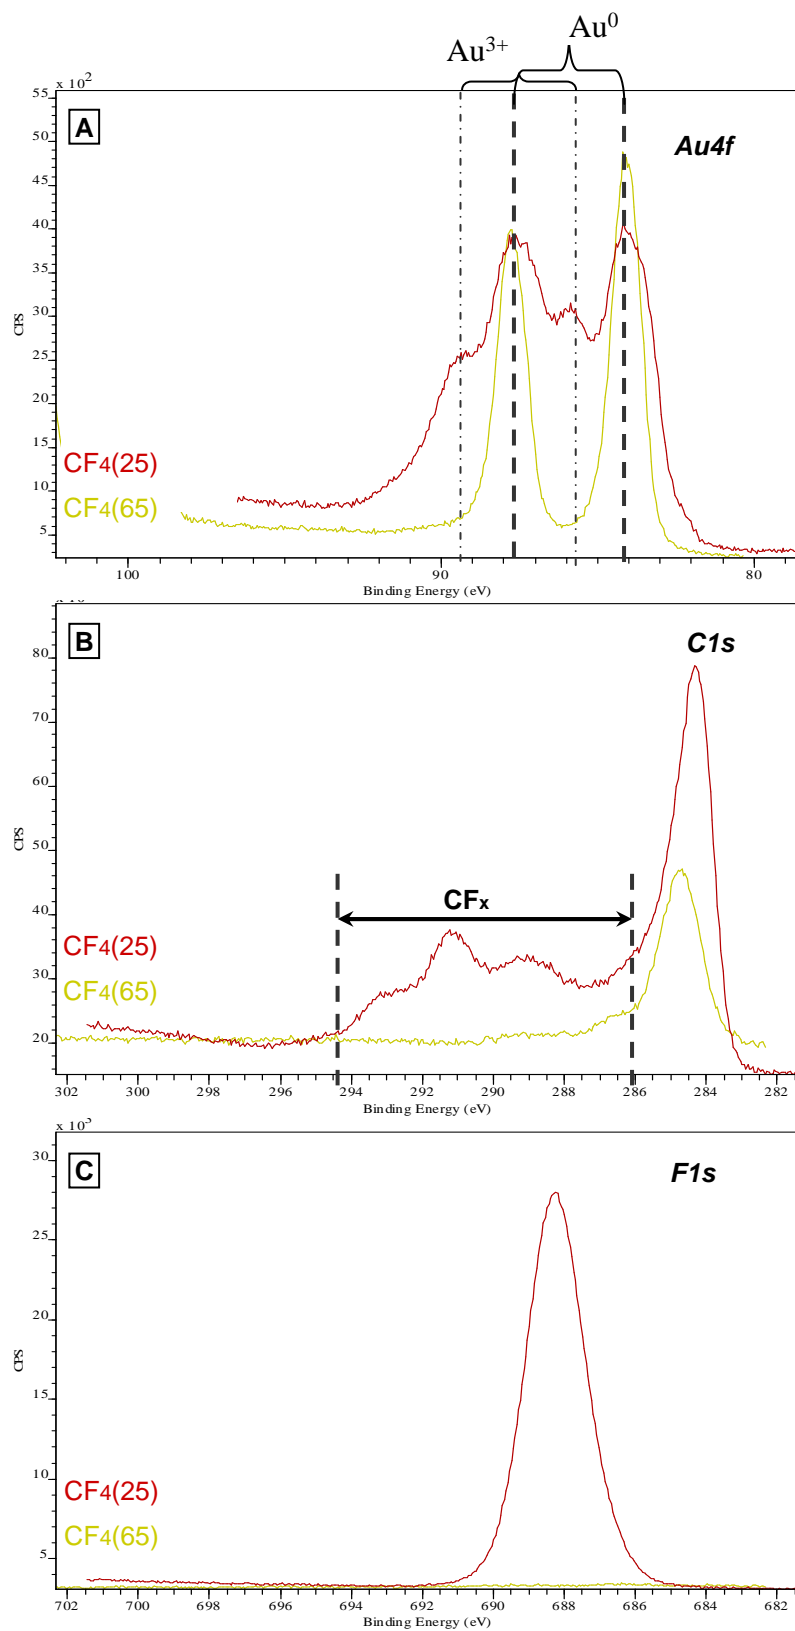 Au3+ Au0
x 10 2
A
Au4f
55
50
45
40
35
30
25
20
15
10
5
CPS
CF4(25)
CF4(65)
100 90 80
Binding Energy (eV)
B
C1s
80
70
60
50
40
30
20
CPS
CFx
CF4(25)
CF4(65)
302 300 298 296 294 292 290 288 286 284 282
Binding Energy (eV)
x 10 3
C
F1s
30
25
20
15
10
5
CPS
CF4(25)
CF4(65)
702 700 698 696 694 692 690 688 686 684 682
Binding Energy (eV)